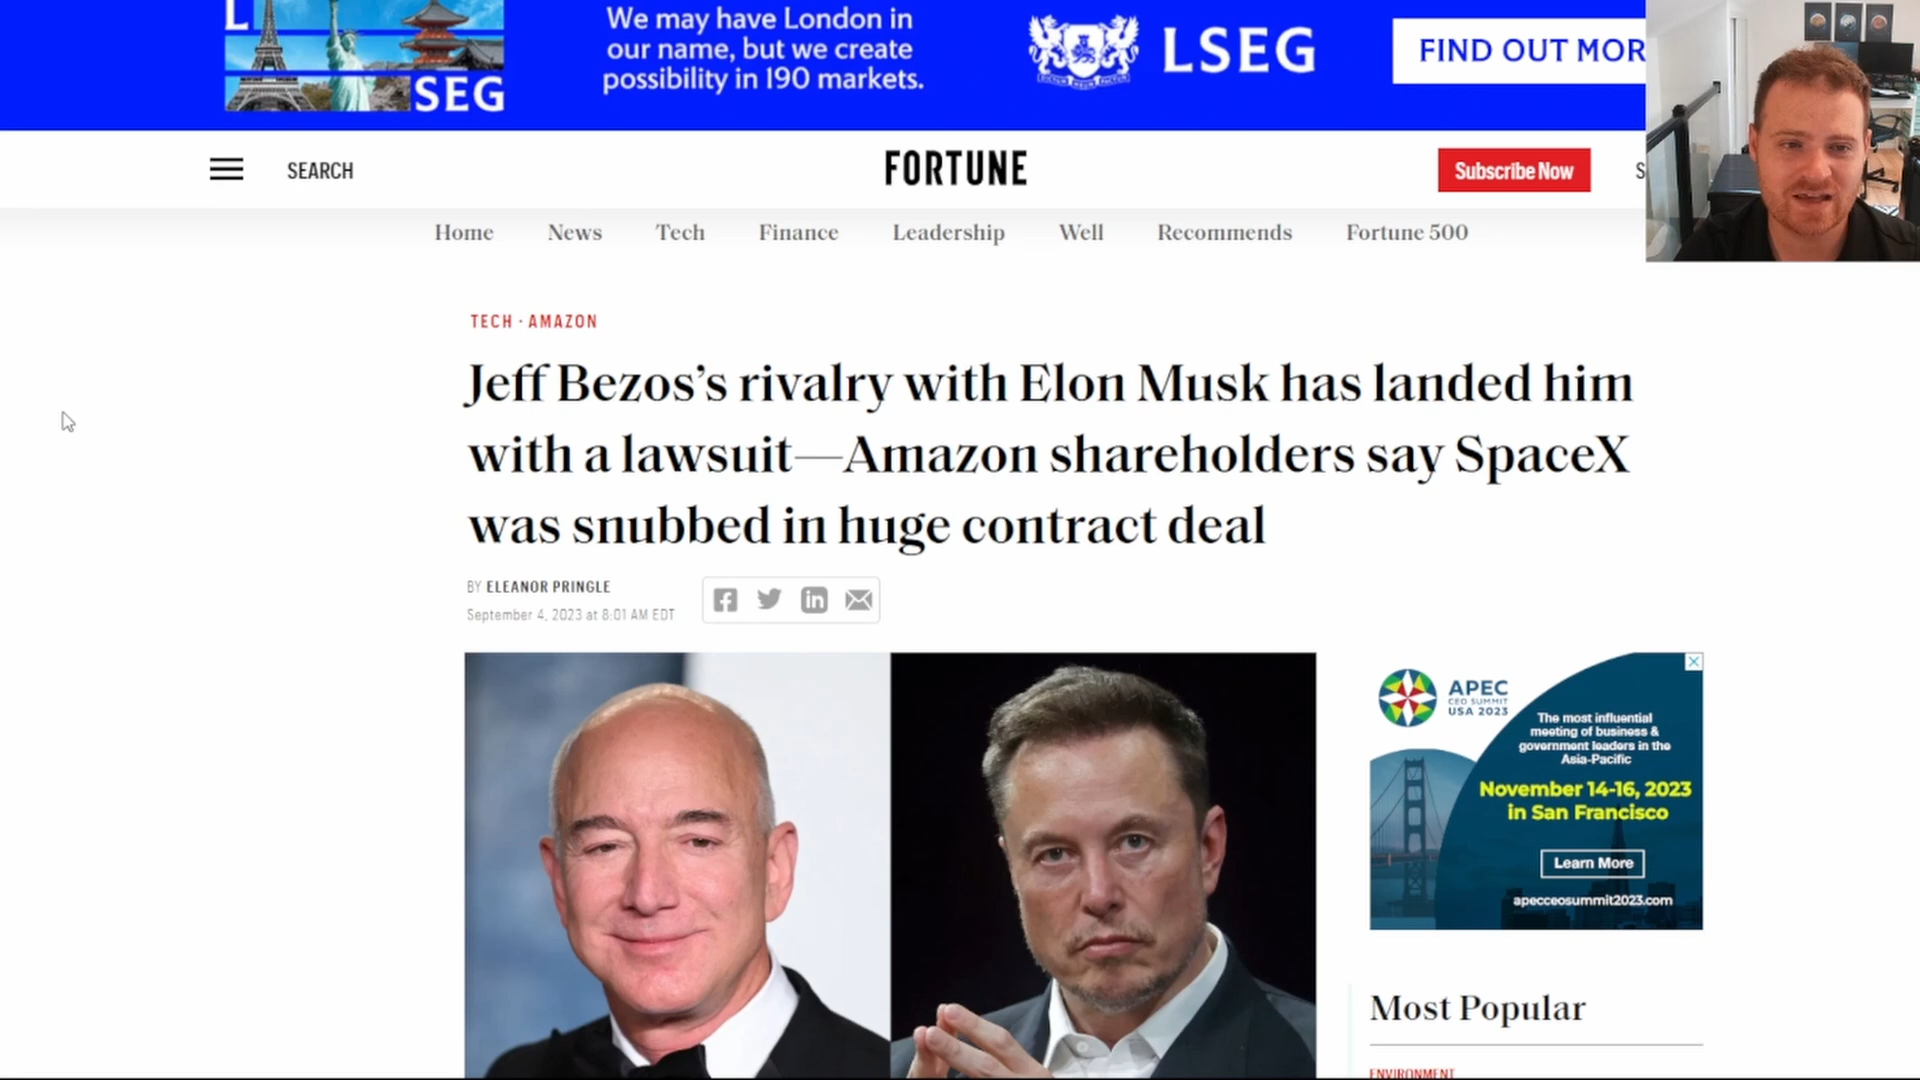 L
SEG
We may have London in
our name, but we create
possibility in 190 markets.
LSEG
FIND OUT MOR
SEARCH
FORTUNE
Subscribe Now
S
Home
News
Tech
Finance
Leadership
Well
Recommends
Fortune 500
TECH · AMAZON
Jeff Bezos’s rivalry with Elon Musk has landed him
with a lawsuit—Amazon shareholders say SpaceX
was snubbed in huge contract deal
BY ELEANOR PRINGLE
September 4, 2023 at 8:01 AM EDT
APEC
CEO SUMMIT
USA 2023
The most influential
meeting of business &
government leaders in the
Asia-Pacific
November 14-16, 2023
in San Francisco
Learn More
apecceosummit2023.com
Most Popular
ENVIRONMENT